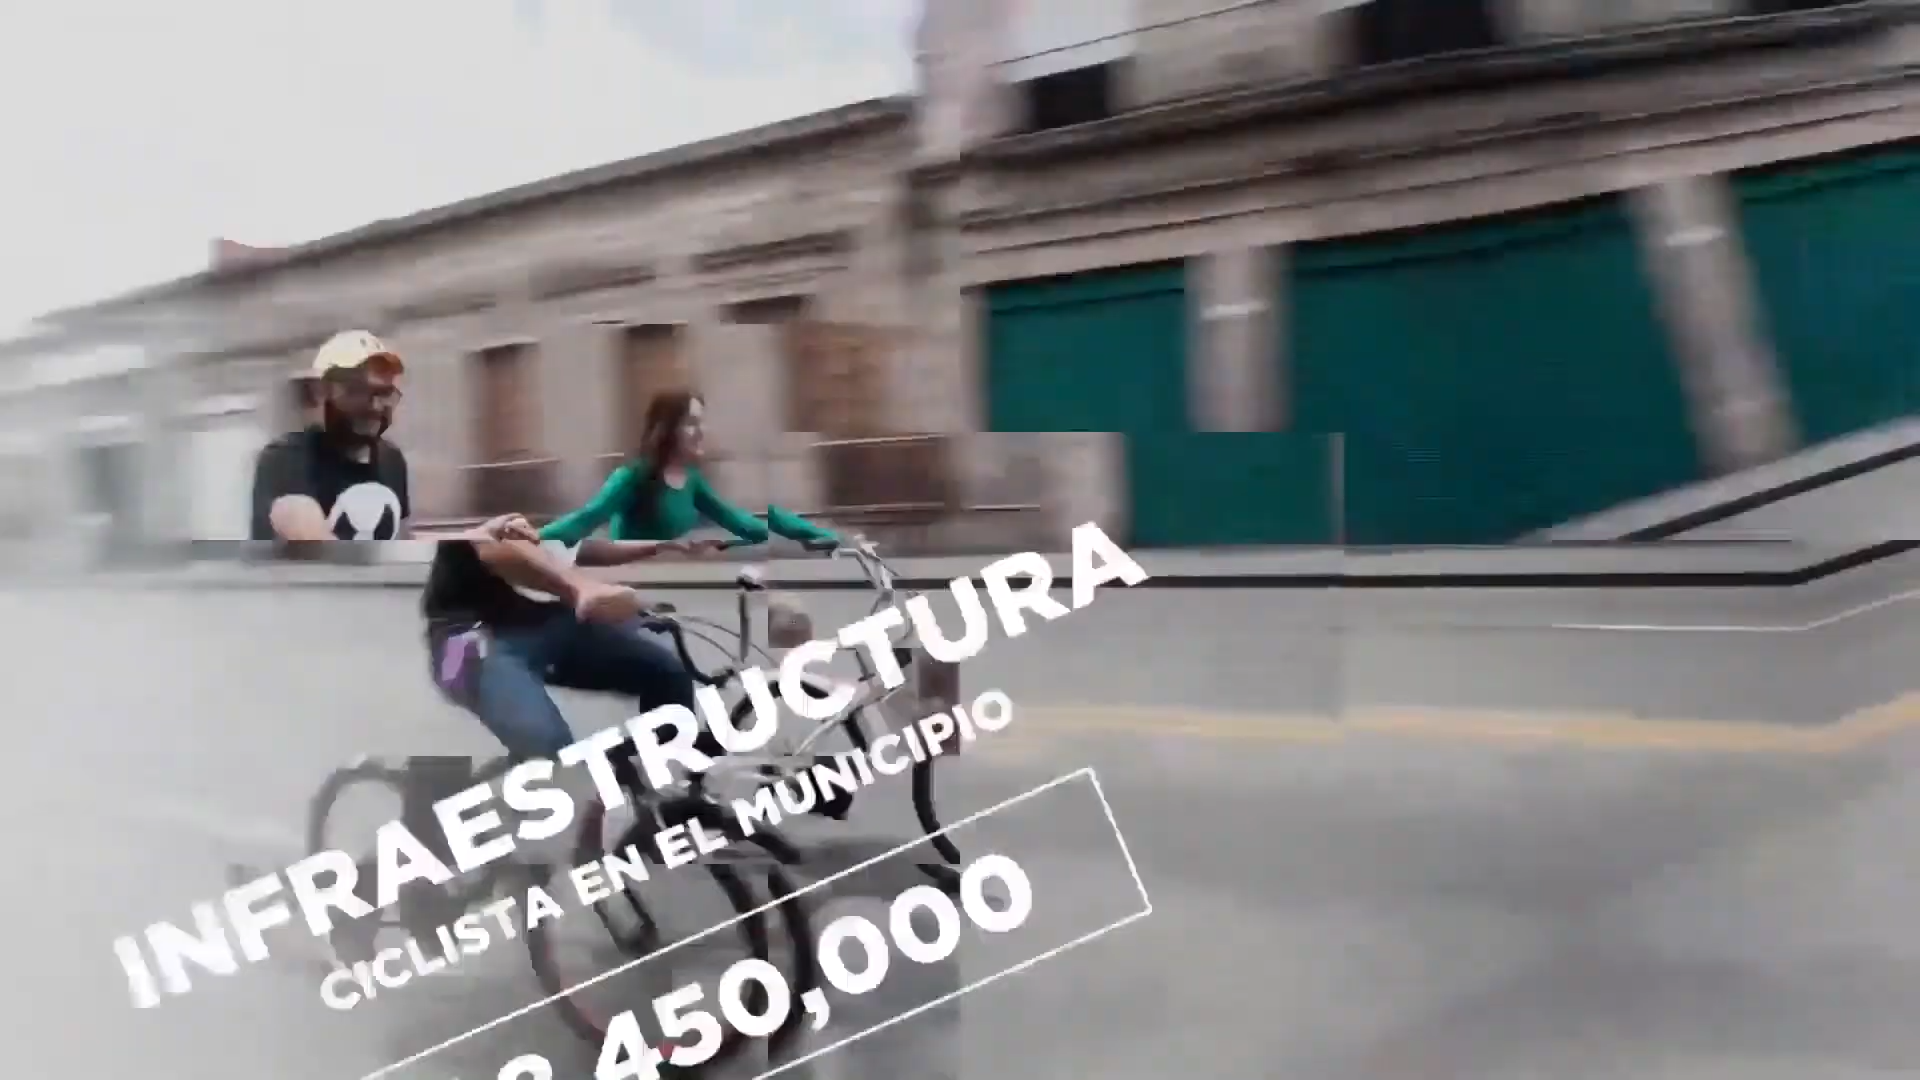 INFRAESTRUCTURA
CICLISTA EN EL MUNICIPIO
450,000